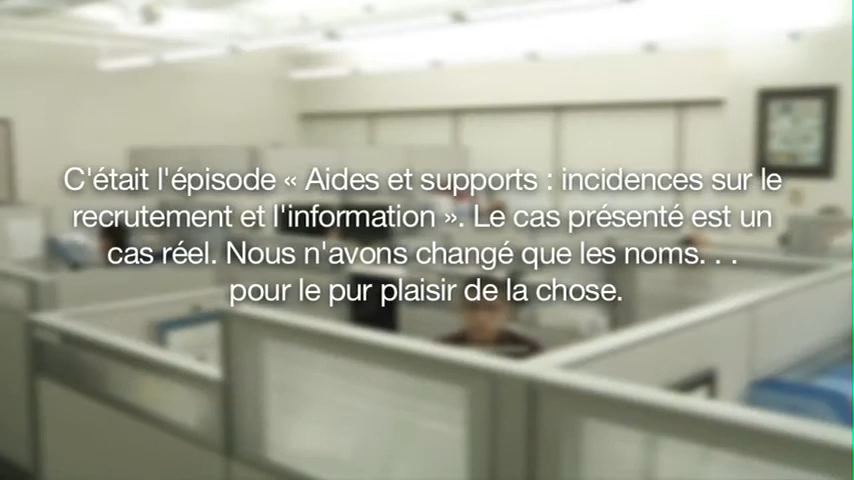 C'était l'épisode « Aides et supports : incidences sur le
recrutement et l'information ». Le cas présenté est un
cas réel. Nous n'avons changé que les noms. . .
pour le pur plaisir de la chose.